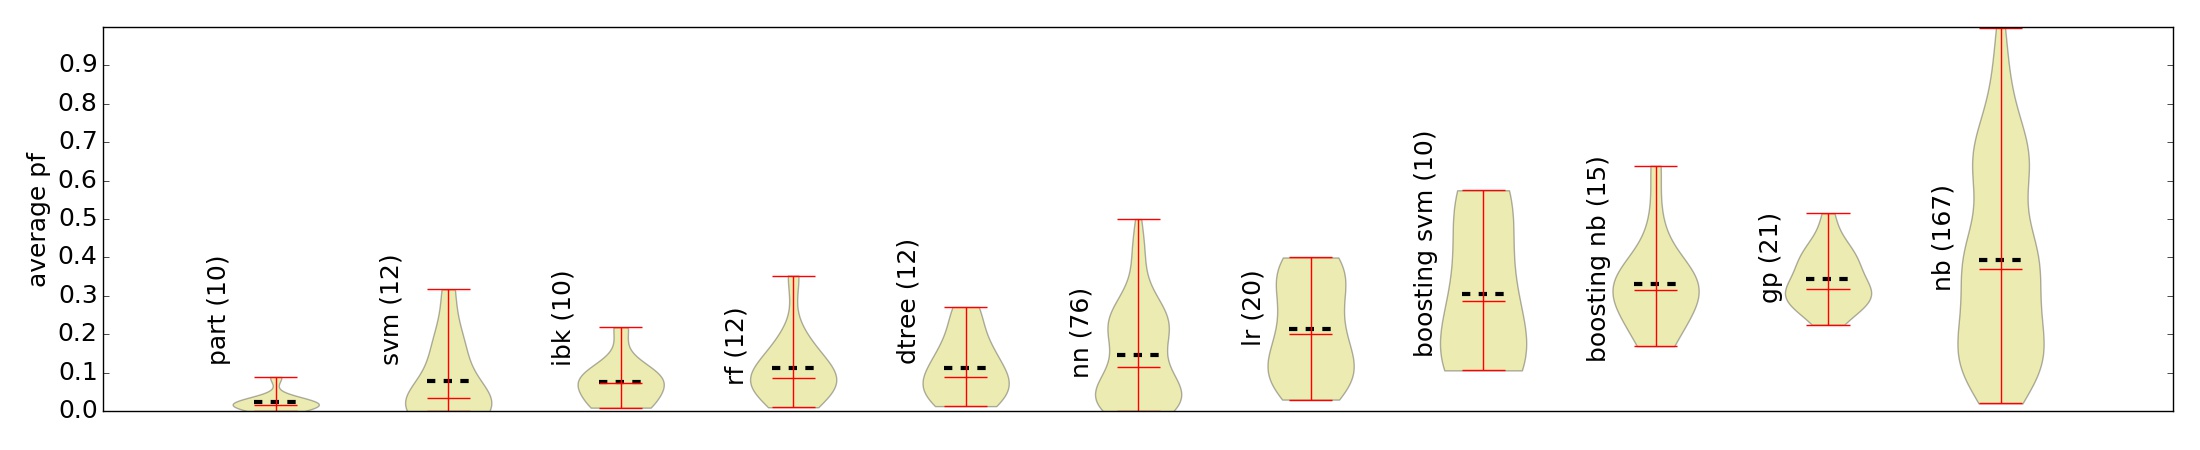 average pf
0.9
0.8
0.7
0.6
0.5
0.4
0.3
0.2
0.1
0.0
part (10)
svm (12)
ibk (10)
rf (12)
dtree (12)
nn (76)
lr (20)
boosting svm (10)
boosting nb (15)
gp (21)
nb (167)